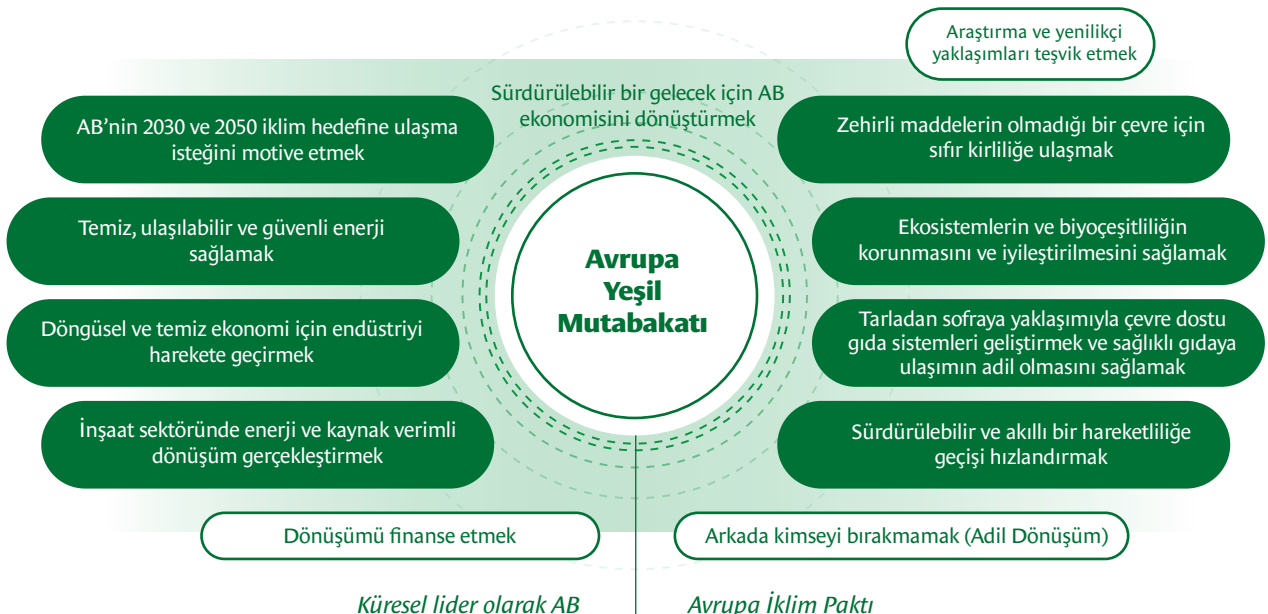 Araştırma ve yenilikçi
yaklaşımları teşvik etmek
Sürdürülebilir bir gelecek için AB
ekonomisini dönüştürmek
AB’nin 2030 ve 2050 iklim hedefine ulaşma
isteğini motive etmek
Temiz, ulaşılabilir ve güvenli enerji
sağlamak
Döngüsel ve temiz ekonomi için endüstriyi
harekete geçirmek
İnşaat sektöründe enerji ve kaynak verimli
dönüşüm gerçekleştirmek
Avrupa
Yeşil
Mutabakatı
Zehirli maddelerin olmadığı bir çevre için
sıfır kirliliğe ulaşmak
Ekosistemlerin ve biyoçeşitliliğin
korunmasını ve iyileştirilmesini sağlamak
Tarladan sofraya yaklaşımıyla çevre dostu
gıda sistemleri geliştirmek ve sağlıklı gıdaya
ulaşımın adil olmasını sağlamak
Sürdürülebilir ve akıllı bir hareketliliğe
geçişi hızlandırmak
Dönüşümü finanse etmek
Arkada kimseyi bırakmamak (Adil Dönüşüm)
Küresel lider olarak AB
Avrupa İklim Paktı